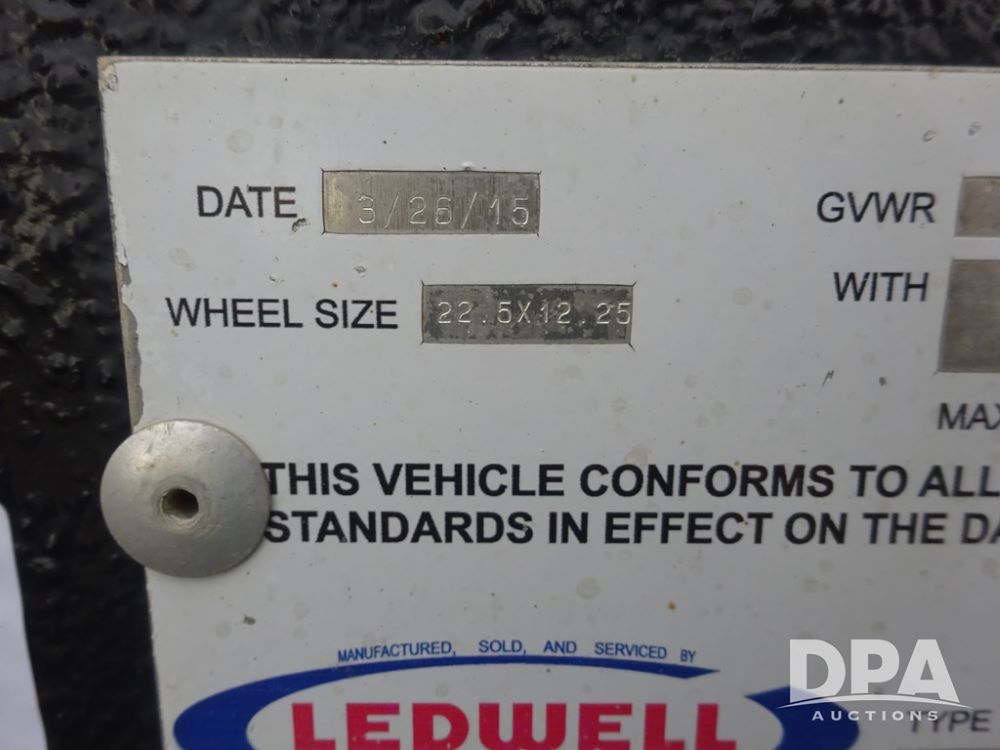 DATE 3/26/15
GVWR
WHEEL SIZE 22.5X12.25
WITH
MAX
THIS VEHICLE CONFORMS TO ALL
STANDARDS IN EFFECT ON THE DA
MANUFACTURED, SOLD, AND SERVICED BY
LEDWELL
TYPE
DPA
AUCTIONS